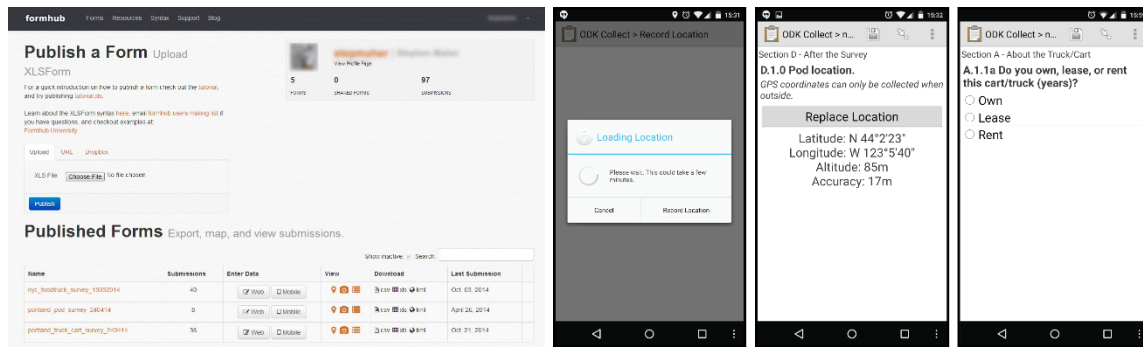 formhub Forms Resources Syntax Support Blog
Publish a Form Upload
XLSForm
For a quick introduction on how to publish a form check out the tutorial,
and try publishing tutorial.xls.
Learn about the XLSForm syntax here, email formhub users mailing list if
you have questions, and checkout examples at:
Formhub University.
Upload URL Dropbox
XLS File: Choose File No file chosen
Publish
View Profile Page
5 0 97
FORMS SHARED FORMS SUBMISSIONS
Published Forms Export, map, and view submissions.
Show inactive Search:
Name Submissions Enter Data View Download Last Submission
nyc_foodtruck_survey_15052014 40 Web Mobile csv xls kml Oct. 03, 2014
portland_pod_survey_240414 Web Mobile csv xls kml April 26, 2014
portland_truck_cart_survey_240414 36 Web Mobile csv xls kml Oct. 21, 2014
15:31
ODK Collect > Record Location
Loading Location
Please wait. This could take a few
minutes.
Cancel Record Location
15:32
ODK Collect > n...
Section D - After the Survey
D.1.0 Pod location.
GPS coordinates can only be collected when
outside.
Replace Location
Latitude: N 44°2'23"
Longitude: W 123°5'40"
Altitude: 85m
Accuracy: 17m
ODK Collect > n...
Section A - About the Truck/Cart
A.1.1a Do you own, lease, or rent
this cart/truck (years)?
Own
Lease
Rent